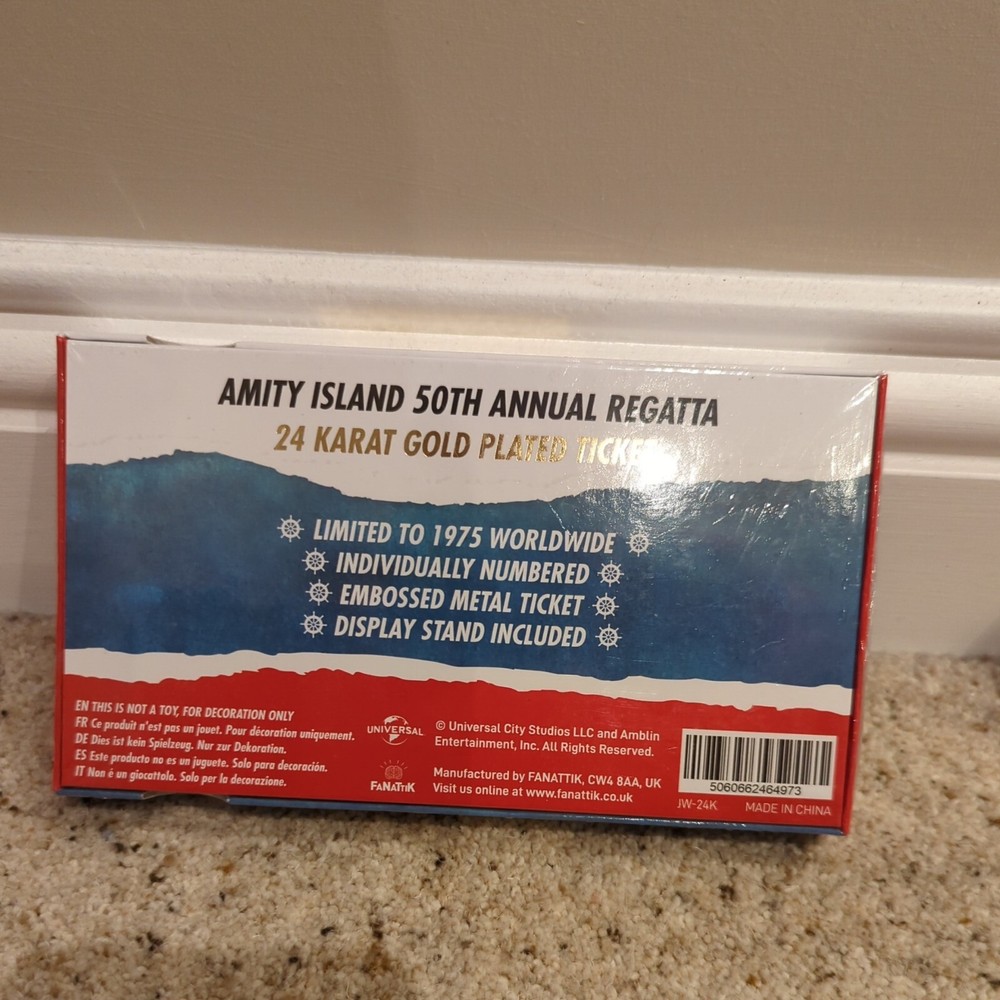 AMITY ISLAND 50TH ANNUAL REGATTA
24 KARAT GOLD PLATED TICKET
LIMITED TO 1975 WORLDWIDE
INDIVIDUALLY NUMBERED
EMBOSSED METAL TICKET
DISPLAY STAND INCLUDED
EN THIS IS NOT A TOY, FOR DECORATION ONLY
FR Ce produit n'est pas un jouet. Pour décoration uniquement.
DE Dies ist kein Spielzeug. Nur zur Dekoration.
ES Este producto no es un juguete. Solo para decoración.
IT Non é un giocattolo. Solo per la decorazione.
UNIVERSAL
FANATTIK
© Universal City Studios LLC and Amblin
Entertainment, Inc. All Rights Reserved.
Manufactured by FANATTIK, CW4 8AA, UK
Visit us online at www.fanattik.co.uk
5060662464973
JW-24K MADE IN CHINA